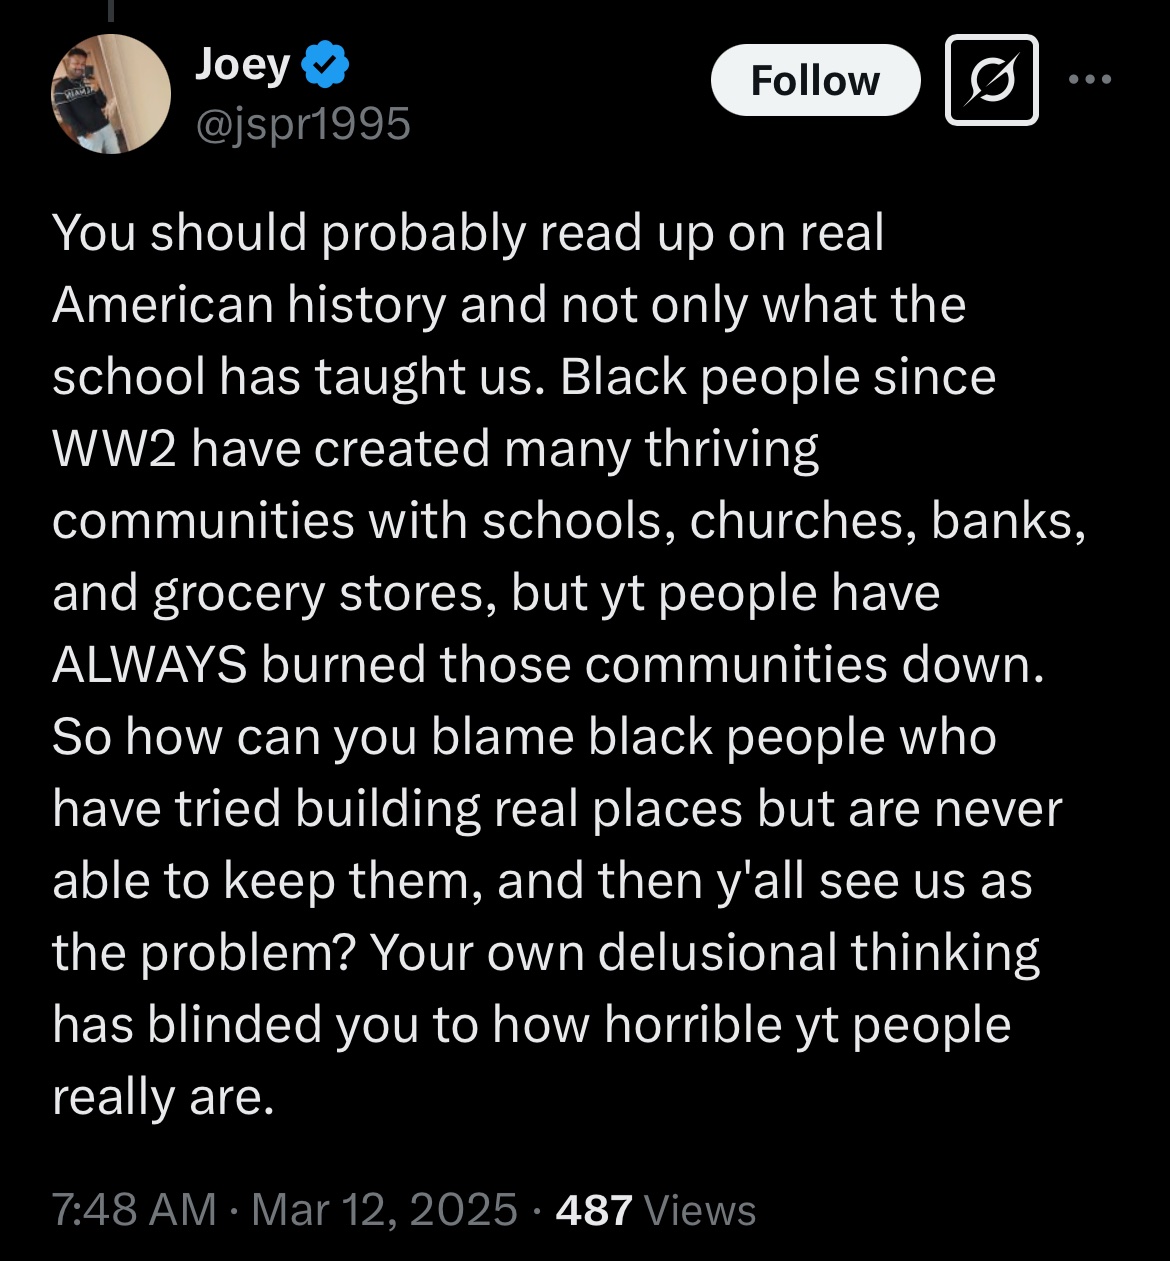 Joey
Follow
@jspr1995
You should probably read up on real
American history and not only what the
school has taught us. Black people since
WW2 have created many thriving
communities with schools, churches, banks,
and grocery stores, but yt people have
ALWAYS burned those communities down.
So how can you blame black people who
have tried building real places but are never
able to keep them, and then y'all see us as
the problem? Your own delusional thinking
has blinded you to how horrible yt people
really are.
7:48 AM · Mar 12, 2025 · 487 Views